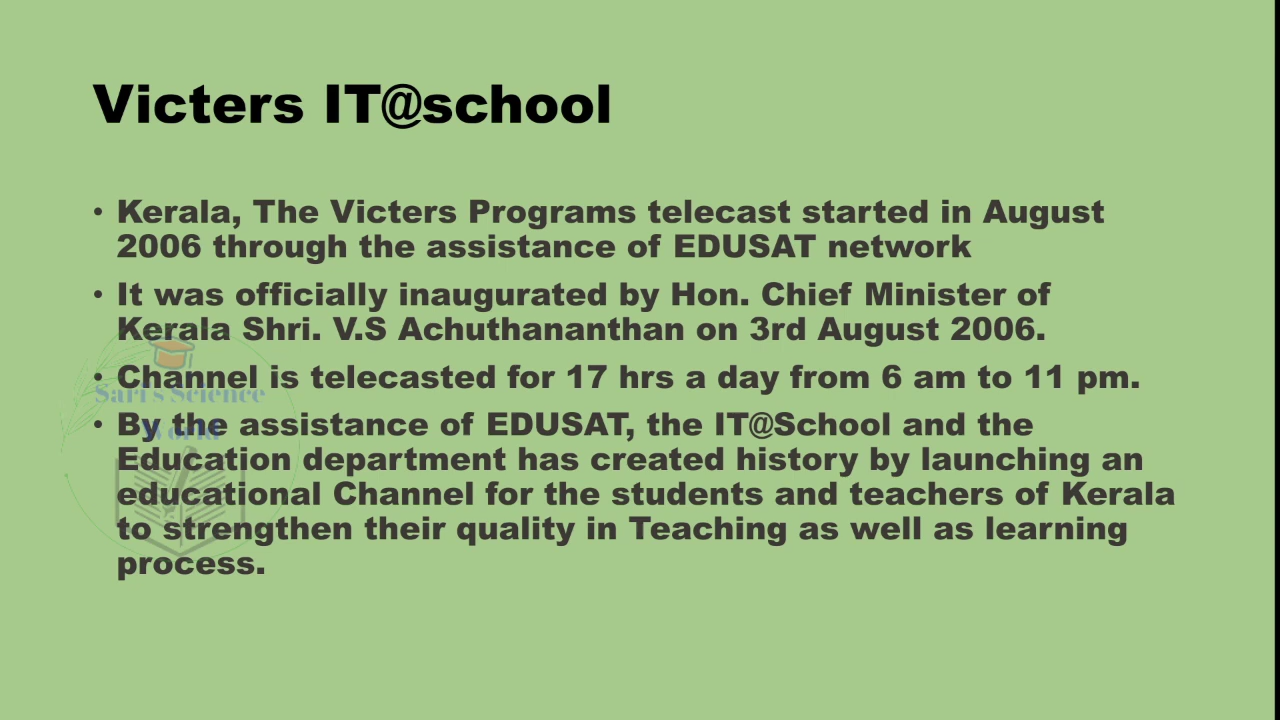 Victers IT@school
• Kerala, The Victers Programs telecast started in August
2006 through the assistance of EDUSAT network
• It was officially inaugurated by Hon. Chief Minister of
Kerala Shri. V.S Achuthananthan on 3rd August 2006.
• Channel is telecasted for 17 hrs a day from 6 am to 11 pm.
• By the assistance of EDUSAT, the IT@School and the
Education department has created history by launching an
educational Channel for the students and teachers of Kerala
to strengthen their quality in Teaching as well as learning
process.
Sari's Science
World